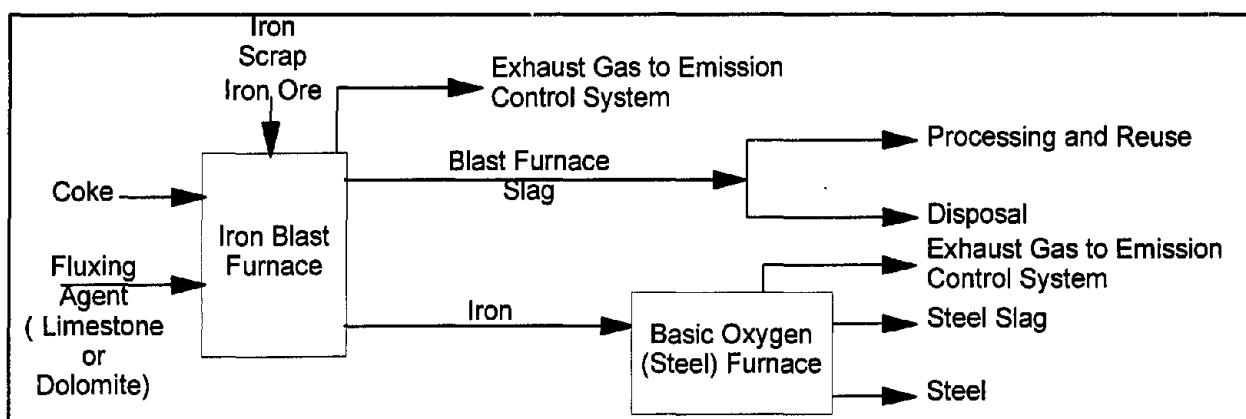 Iron
Scrap
Iron Ore
Exhaust Gas to Emission
Control System
Processing and Reuse
Blast Furnace
Slag
Coke
Disposal
Iron Blast
Furnace
Fluxing
Agent
( Limestone
or
Dolomite)
Exhaust Gas to Emission
Control System
Iron
Basic Oxygen
(Steel) Furnace
Steel Slag
Steel